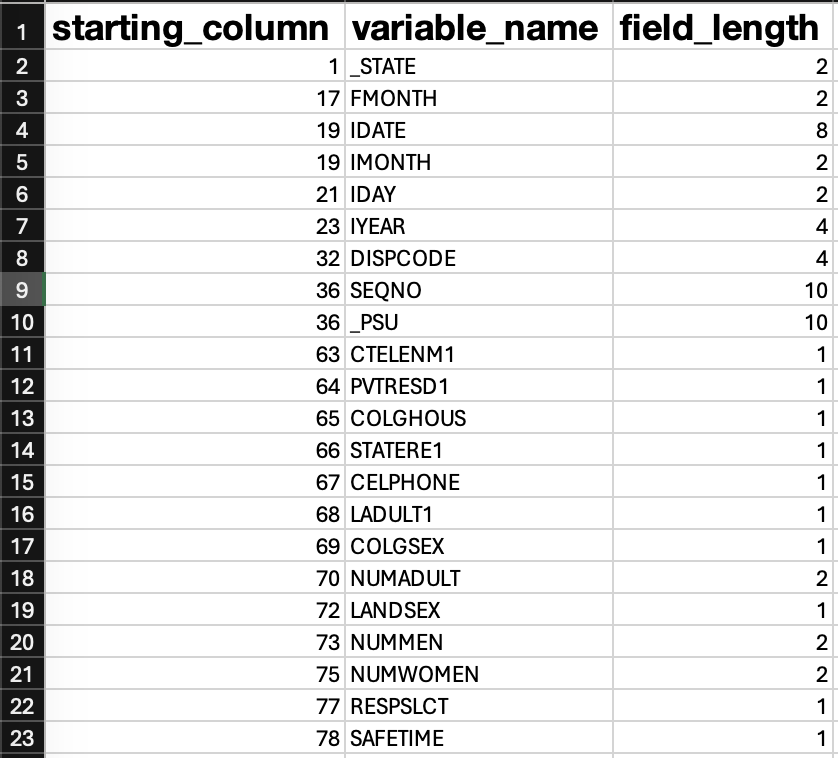 1 starting_column variable_name field_length
2 1 _STATE 2
3 17 FMONTH 2
4 19 IDATE 8
5 19 IMONTH 2
6 21 IDAY 2
7 23 IYEAR 4
8 32 DISPCODE 4
9 36 SEQNO 10
10 36 _PSU 10
11 63 CTELENM1 1
12 64 PVTRESD1 1
13 65 COLGHOUS 1
14 66 STATERE1 1
15 67 CELPHONE 1
16 68 LADULT1 1
17 69 COLGSEX 1
18 70 NUMADULT 2
19 72 LANDSEX 1
20 73 NUMMEN 2
21 75 NUMWOMEN 2
22 77 RESPSLCT 1
23 78 SAFETIME 1